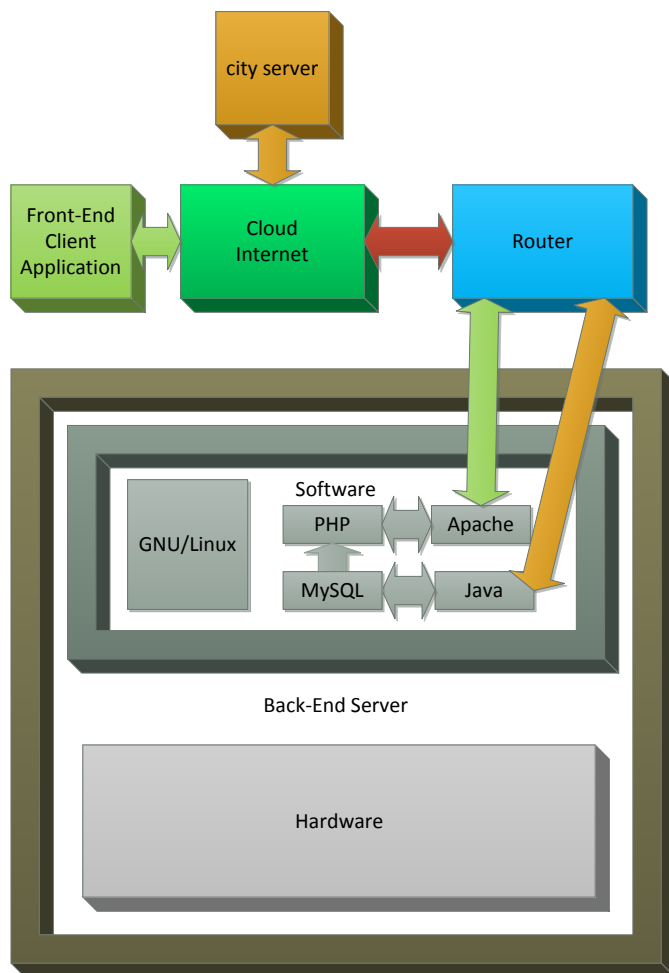 city server
Front-End
Client
Application
Cloud
Internet
Router
Software
GNU/Linux
PHP
Apache
MySQL
Java
Back-End Server
Hardware